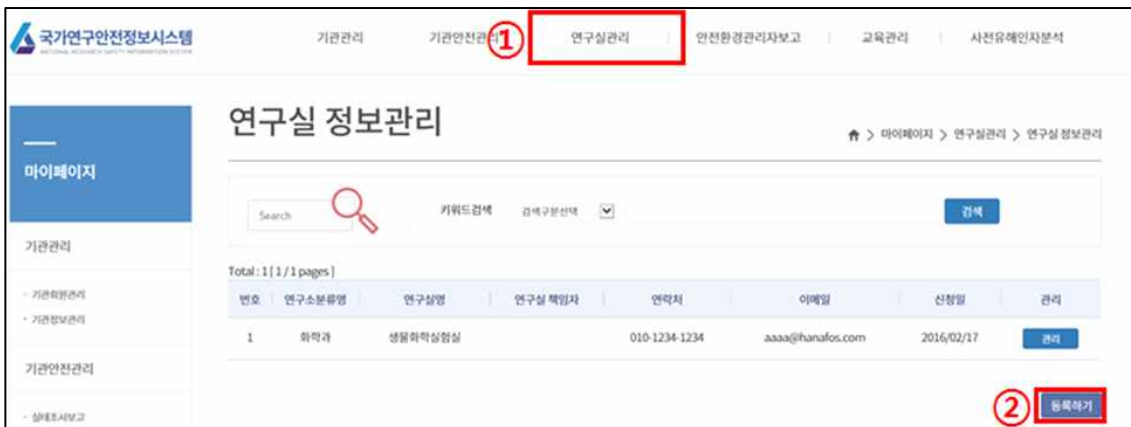 국가연구안전정보시스템
NATIONAL RESEARCH SAFETY INFORMATION SYSTEM
기관관리 기관안전관리 ① 연구실관리 안전환경관리자보고 교육관리 사전유해인자분석
연구실 정보관리
> 마이페이지 > 연구실관리 > 연구실 정보관리
마이페이지
Search 키워드검색 검색구분선택 검색
기관관리
Total : 1 [ 1 / 1 pages ]
- 기관회원관리
번호 연구소분류명 연구실명 연구실 책임자 연락처 이메일 신청일 관리
- 기관정보관리
1 화학과 생물화학실험실 010-1234-1234 aaaa@hanafos.com 2016/02/17 관리
기관안전관리
- 실태조사보고
② 등록하기